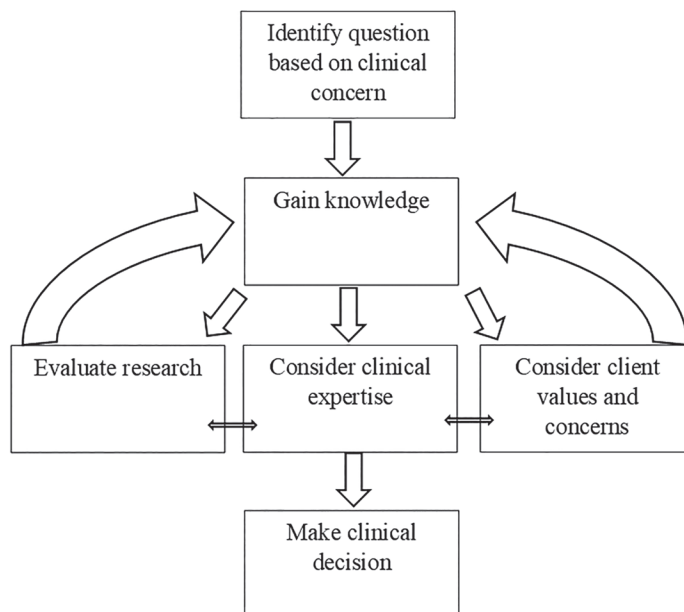 Identify question
based on clinical
concern
Gain knowledge
Evaluate research
Consider clinical
expertise
Consider client
values and
concerns
Make clinical
decision